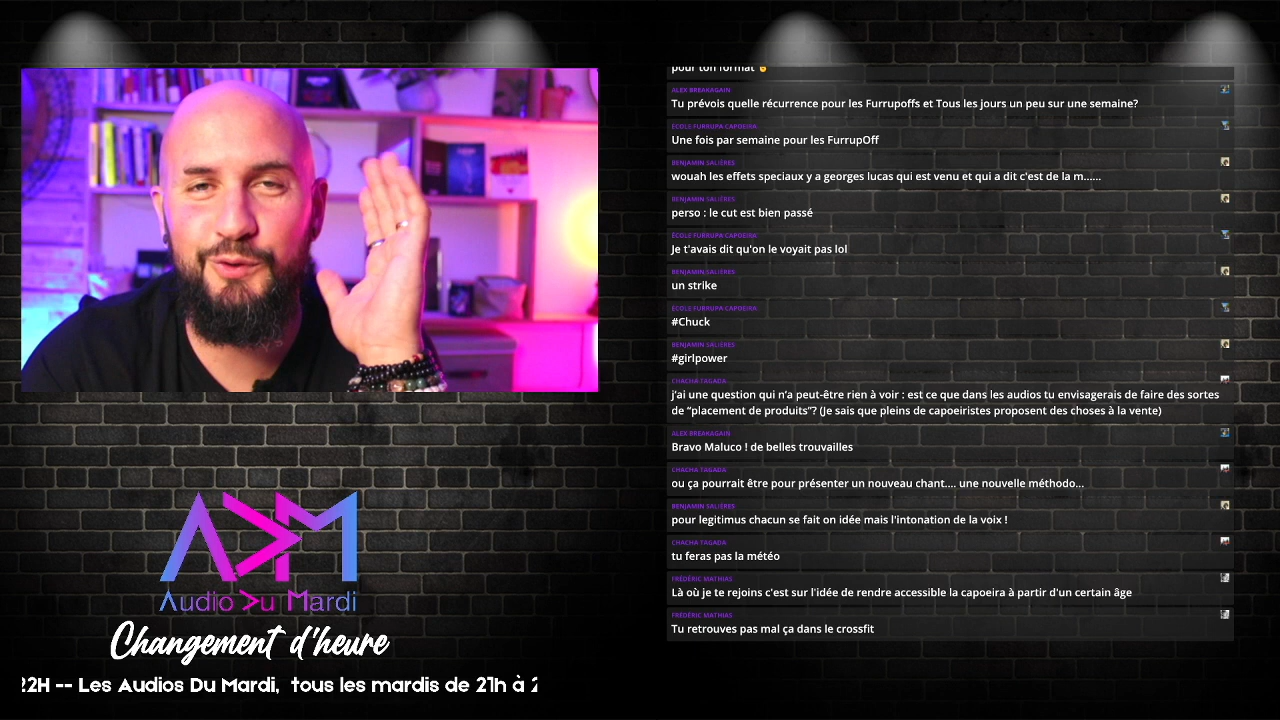 pour ton format
ALEX BREAKAGAIN
Tu prévois quelle récurrence pour les Furrupoffs et Tous les jours un peu sur une semaine?
ÉCOLE FURRUPA CAPOEIRA
Une fois par semaine pour les FurrupOff
BENJAMIN SALIÈRES
wouah les effets speciaux y a georges lucas qui est venu et qui a dit c'est de la m......
BENJAMIN SALIÈRES
perso : le cut est bien passé
ÉCOLE FURRUPA CAPOEIRA
Je t'avais dit qu'on le voyait pas lol
BENJAMIN SALIÈRES
un strike
ÉCOLE FURRUPA CAPOEIRA
#Chuck
BENJAMIN SALIÈRES
#girlpower
CHACHA TAGADA
j’ai une question qui n’a peut-être rien à voir : est ce que dans les audios tu envisagerais de faire des sortes
de “placement de produits”? (Je sais que pleins de capoeiristes proposent des choses à la vente)
ALEX BREAKAGAIN
Bravo Maluco ! de belles trouvailles
CHACHA TAGADA
ou ça pourrait être pour présenter un nouveau chant.... une nouvelle méthodo...
BENJAMIN SALIÈRES
pour legitimus chacun se fait on idée mais l'intonation de la voix !
CHACHA TAGADA
tu feras pas la météo
FRÉDÉRIC MATHIAS
Là où je te rejoins c'est sur l'idée de rendre accessible la capoeira à partir d'un certain âge
FRÉDÉRIC MATHIAS
Tu retrouves pas mal ça dans le crossfit
Audio Du Mardi
Changement d'heure
22H -- Les Audios Du Mardi, tous les mardis de 21h à 2